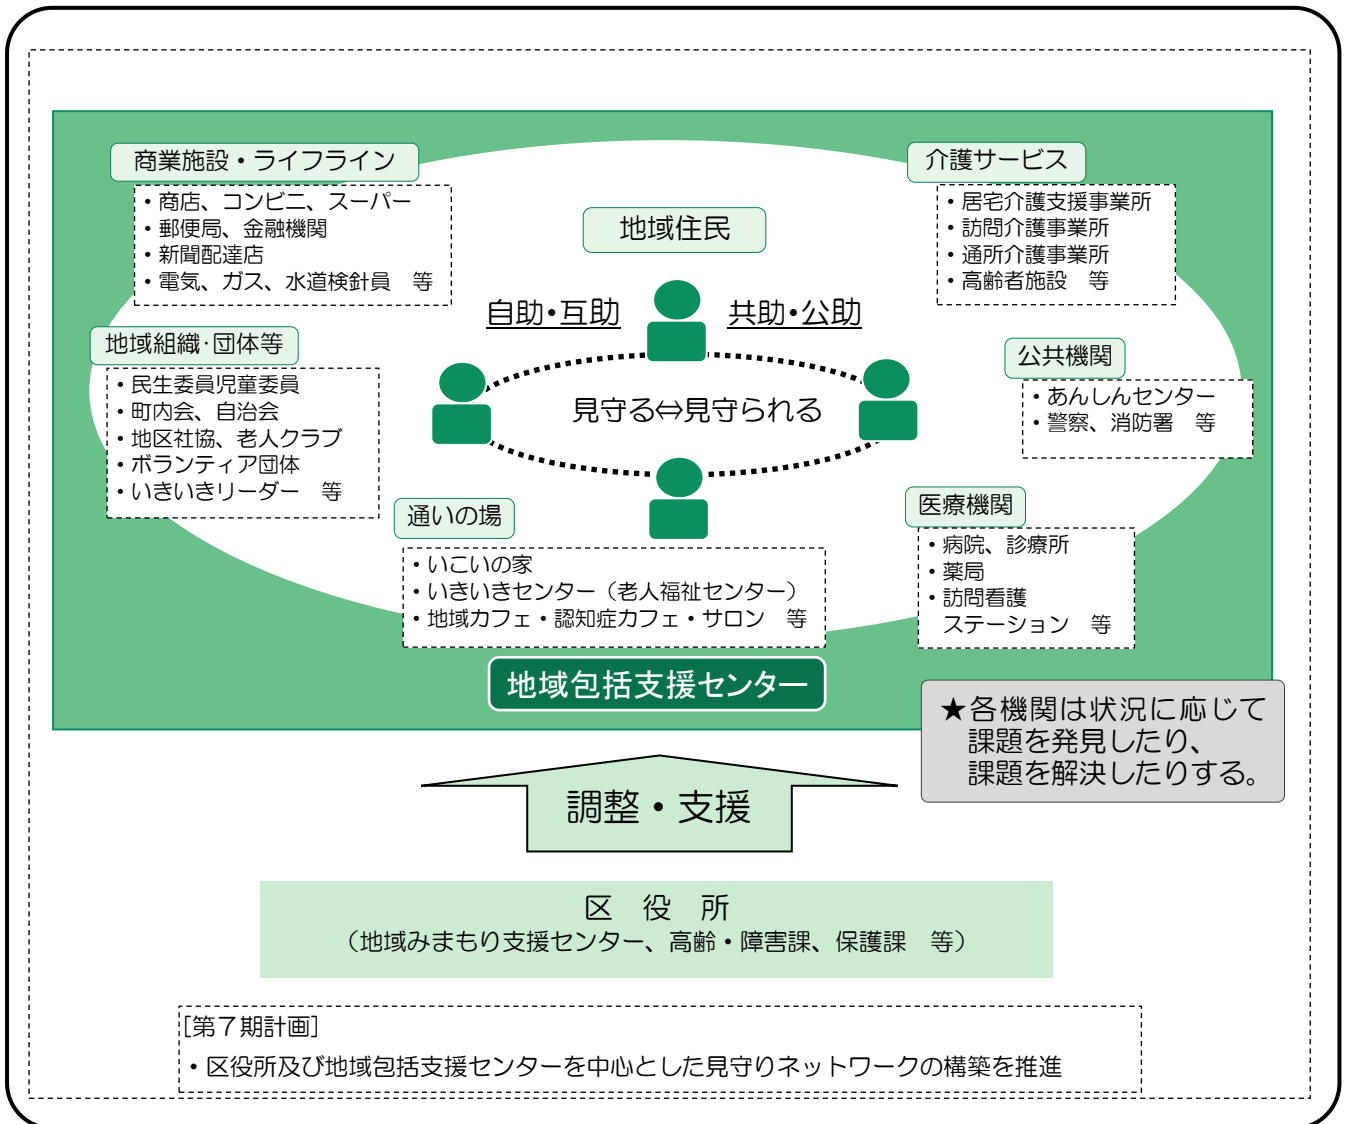 商業施設・ライフライン
・商店、コンビニ、スーパー
・郵便局、金融機関
・新聞配達店
・電気、ガス、水道検針員　等
介護サービス
・居宅介護支援事業所
・訪問介護事業所
・通所介護事業所
・高齢者施設　等
地域住民
自助・互助
共助・公助
見守る⇔見守られる
地域組織・団体等
・民生委員児童委員
・町内会、自治会
・地区社協、老人クラブ
・ボランティア団体
・いきいきリーダー　等
公共機関
・あんしんセンター
・警察、消防署　等
通いの場
・いこいの家
・いきいきセンター（老人福祉センター）
・地域カフェ・認知症カフェ・サロン　等
医療機関
・病院、診療所
・薬局
・訪問看護
ステーション　等
地域包括支援センター
★各機関は状況に応じて
課題を発見したり、
課題を解決したりする。
調整・支援
区　役　所
（地域みまもり支援センター、高齢・障害課、保護課　等）
[第７期計画]
・区役所及び地域包括支援センターを中心とした見守りネットワークの構築を推進